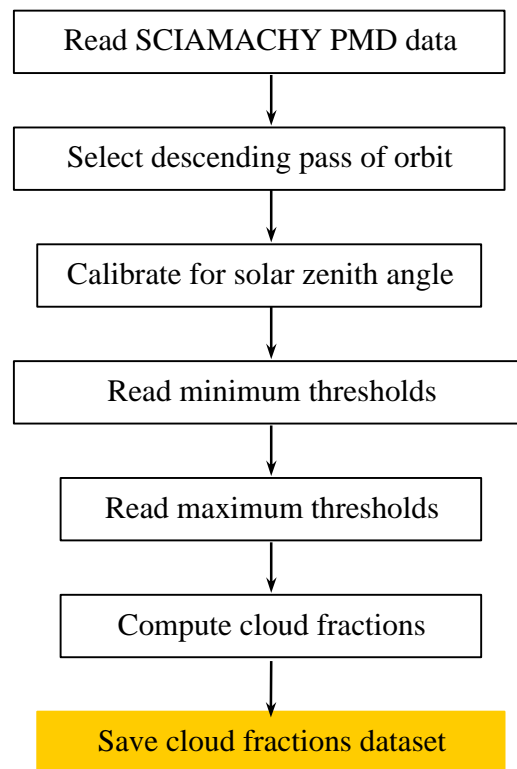 Read SCIAMACHY PMD data
Select descending pass of orbit
Calibrate for solar zenith angle
Read minimum thresholds
Read maximum thresholds
Compute cloud fractions
Save cloud fractions dataset